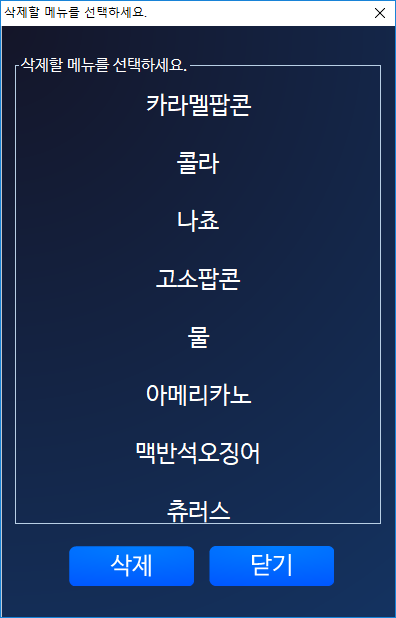 삭제할 메뉴를 선택하세요.
삭제할 메뉴를 선택하세요.
카라멜팝콘
콜라
나쵸
고소팝콘
물
아메리카노
맥반석오징어
츄러스
삭제
닫기